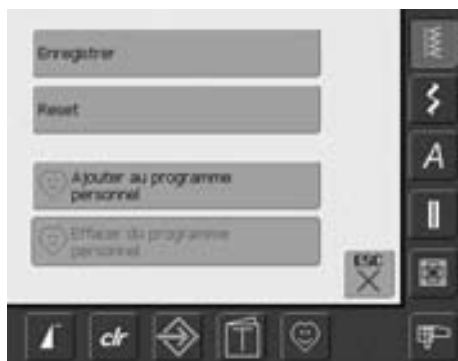 Enregistrer
Reset
Ajouter au programme
personnel
Effacer du programme
personnel
ESC
A
clr
T